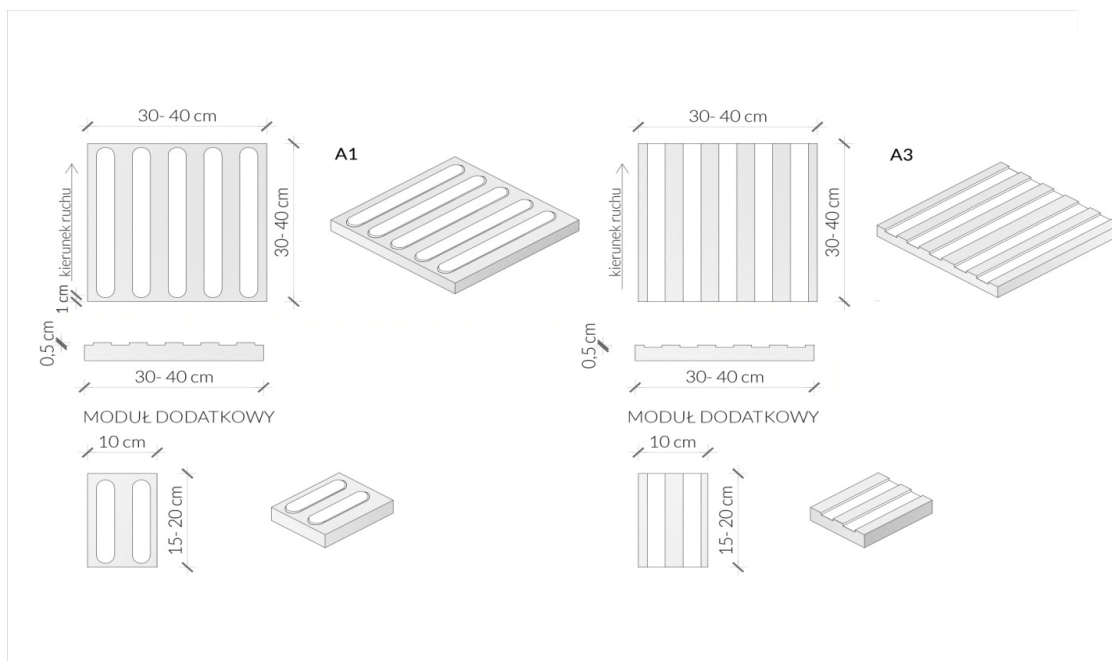 30- 40 cm
A1
kierunek ruchu
30- 40 cm
1 cm
0,5 cm
30- 40 cm
MODUŁ DODATKOWY
10 cm
15- 20 cm
30- 40 cm
A3
kierunek ruchu
30- 40 cm
0,5 cm
30- 40 cm
MODUŁ DODATKOWY
10 cm
15- 20 cm